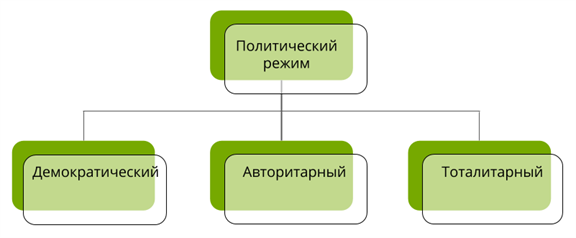 Политический
режим
Демократический
Авторитарный
Тоталитарный